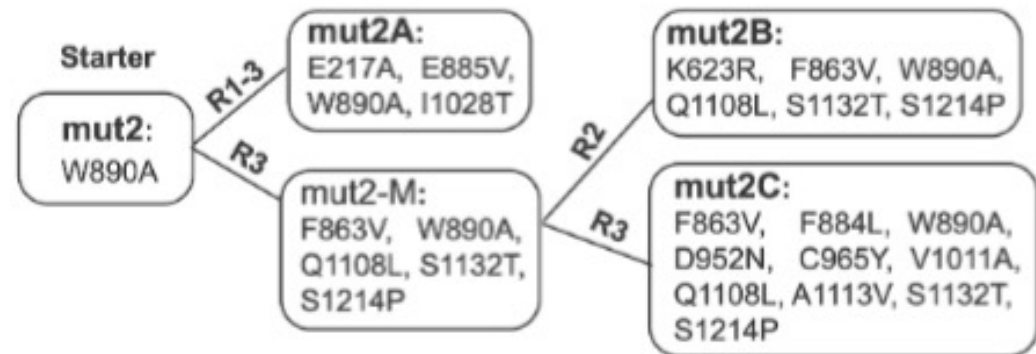 Starter
mut2:
W890A
R1-3
R3
mut2A:
E217A, E885V,
W890A, I1028T
mut2-M:
F863V, W890A,
Q1108L, S1132T,
S1214P
R2
R3
mut2B:
K623R, F863V, W890A,
Q1108L, S1132T, S1214P
mut2C:
F863V, F884L, W890A,
D952N, C965Y, V1011A,
Q1108L, A1113V, S1132T,
S1214P